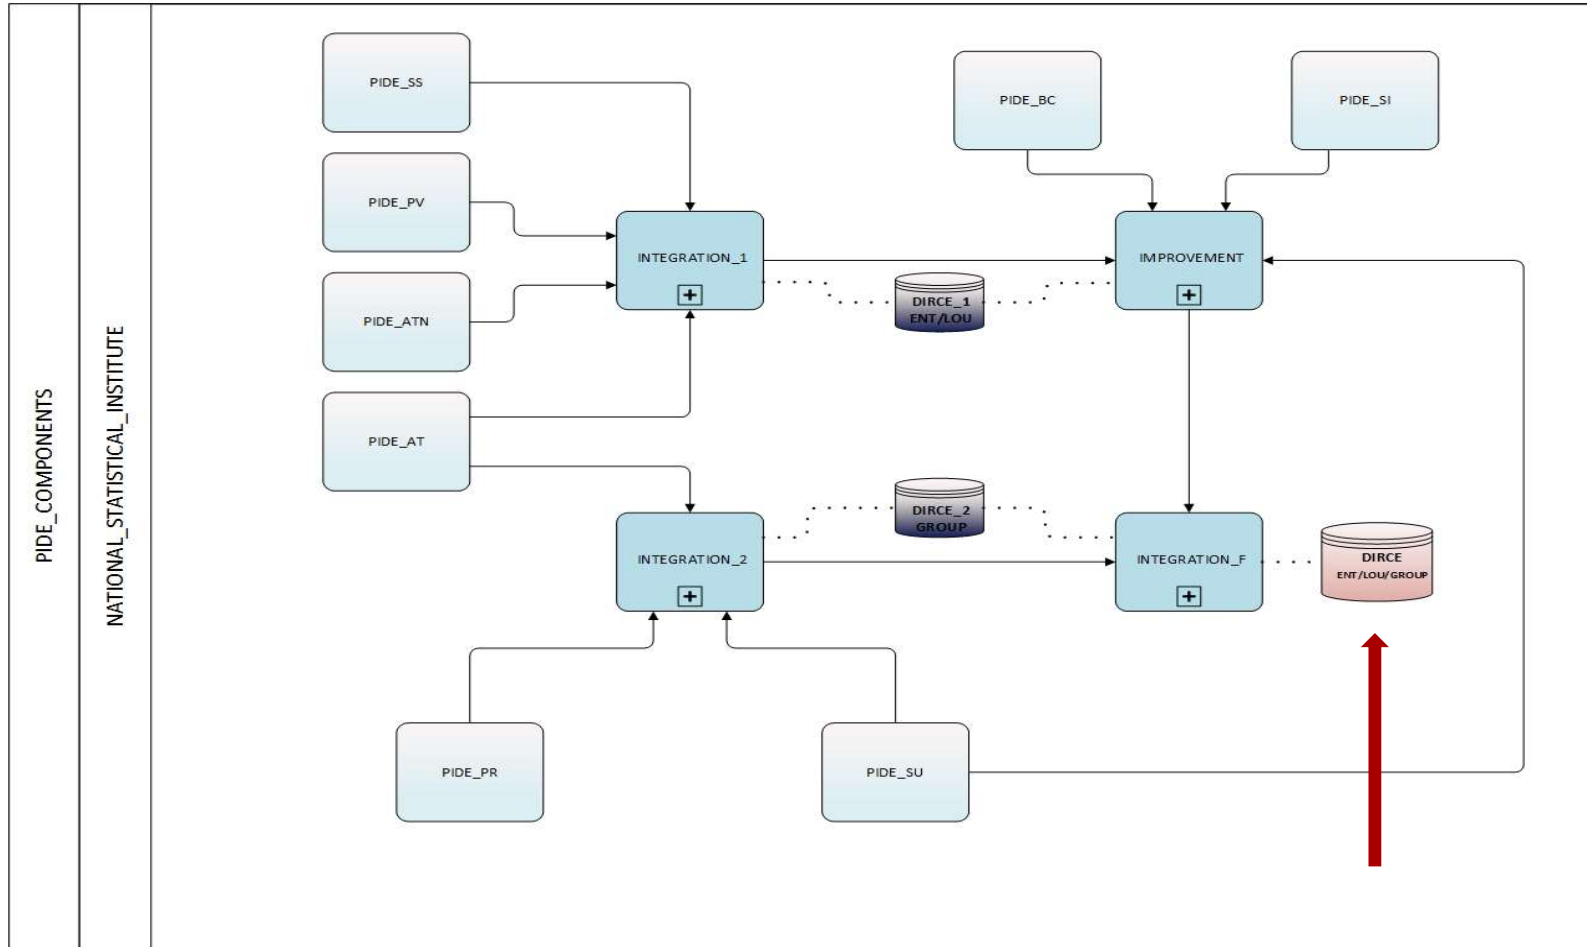 PIDE_COMPONENTS
NATIONAL_STATISTICAL_INSTITUTE
PIDE_SS
PIDE_BC
PIDE_SI
PIDE_PV
INTEGRATION_1
IMPROVEMENT
DIRCE_1
ENT/LOU
PIDE_ATN
PIDE_AT
DIRCE_2
GROUP
INTEGRATION_2
INTEGRATION_F
DIRCE
ENT/LOU/GROUP
PIDE_PR
PIDE_SU